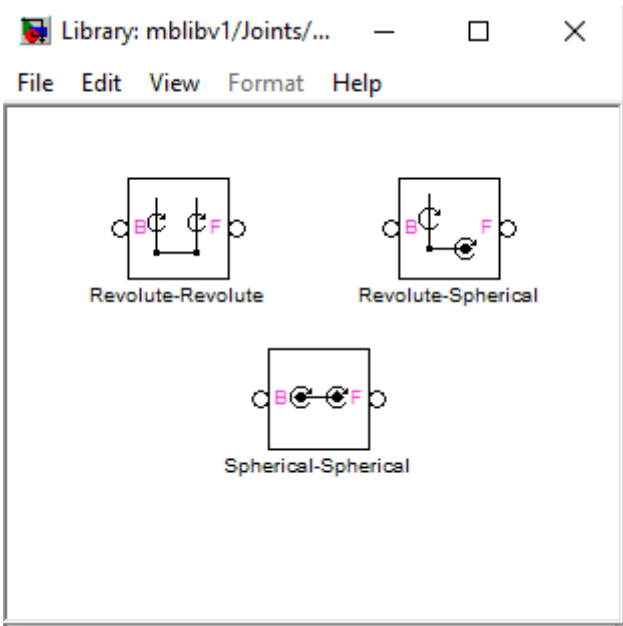 Library: mblibv1/Joints/...
File Edit View Format Help
B F
B F
Revolute-Revolute
Revolute-Spherical
B F
Spherical-Spherical